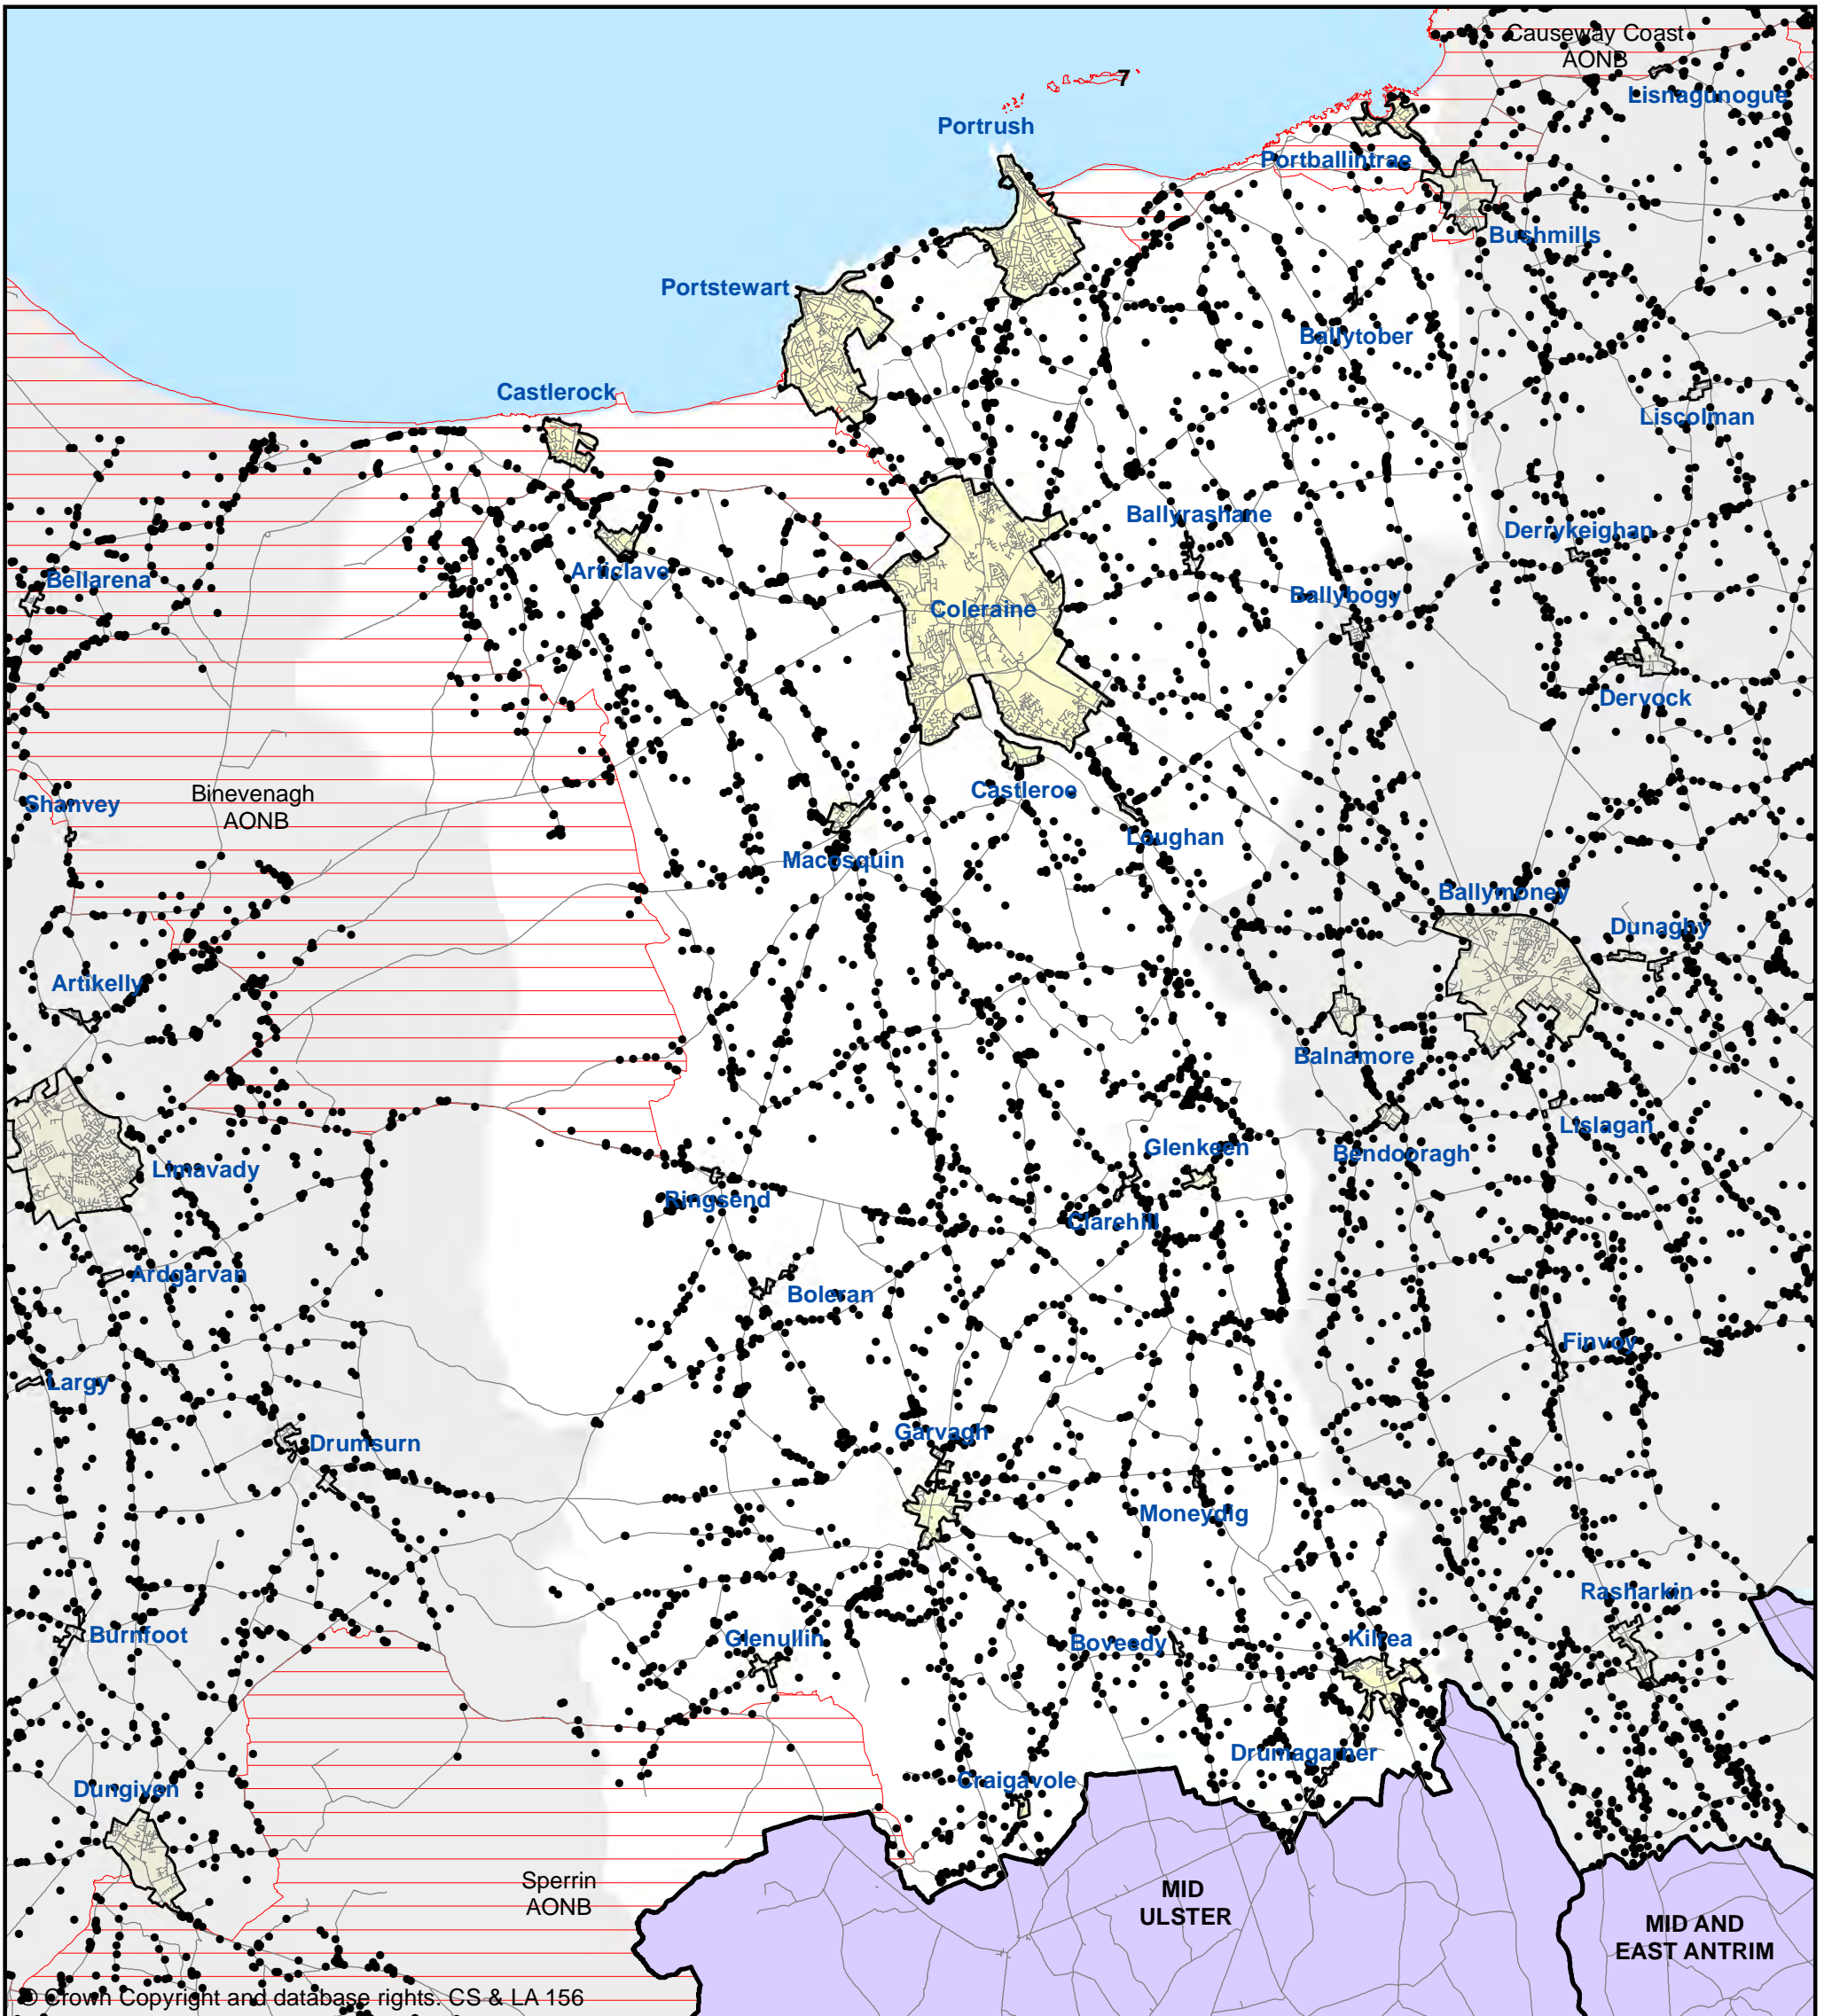 Causeway Coast
AONB
7
Lisnagunogue
Portrush
Portballintrae
Bushmills
Portstewart
Ballytober
Castlerock
Liscolman
Ballyrashane
Derrykeighan
Articlave
Bellarena
Ballybogy
Coleraine
Dervock
Binevenagh
AONB
Shanvey
Castleroe
Loughan
Macosquin
Ballymoney
Dunaghy
Artikelly
Balnamore
Lislagan
Glenkeen
Bendooragh
Limavady
Ringsend
Clarehill
Ardgarvan
Boleran
Finvoy
Largy
Garvagh
Drumsurn
Moneydig
Rasharkin
Burnfoot
Glenullin
Boveedy
Kilrea
Drumagarner
Craigavole
Dungiven
Sperrin
AONB
MID
ULSTER
MID AND
EAST ANTRIM
© Crown Copyright and database rights. CS & LA 156